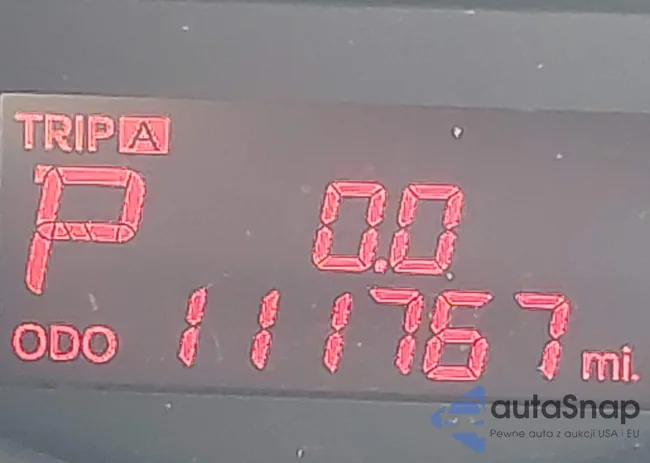 TRIP A
P 0.0
ODO 111767 mi.
autaSnap
Pewne auta z aukcji USA i EU